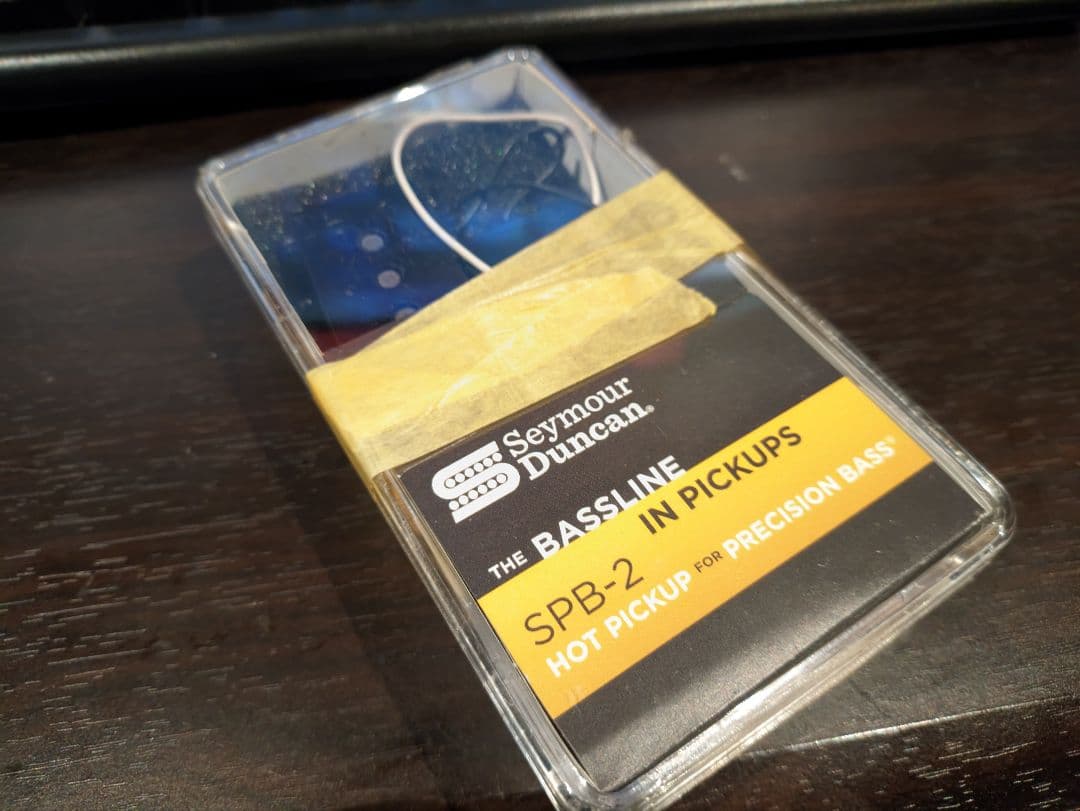 Seymour
Duncan®
THE BASSLINE
IN PICKUPS
SPB-2
HOT PICKUP FOR PRECISION BASS®